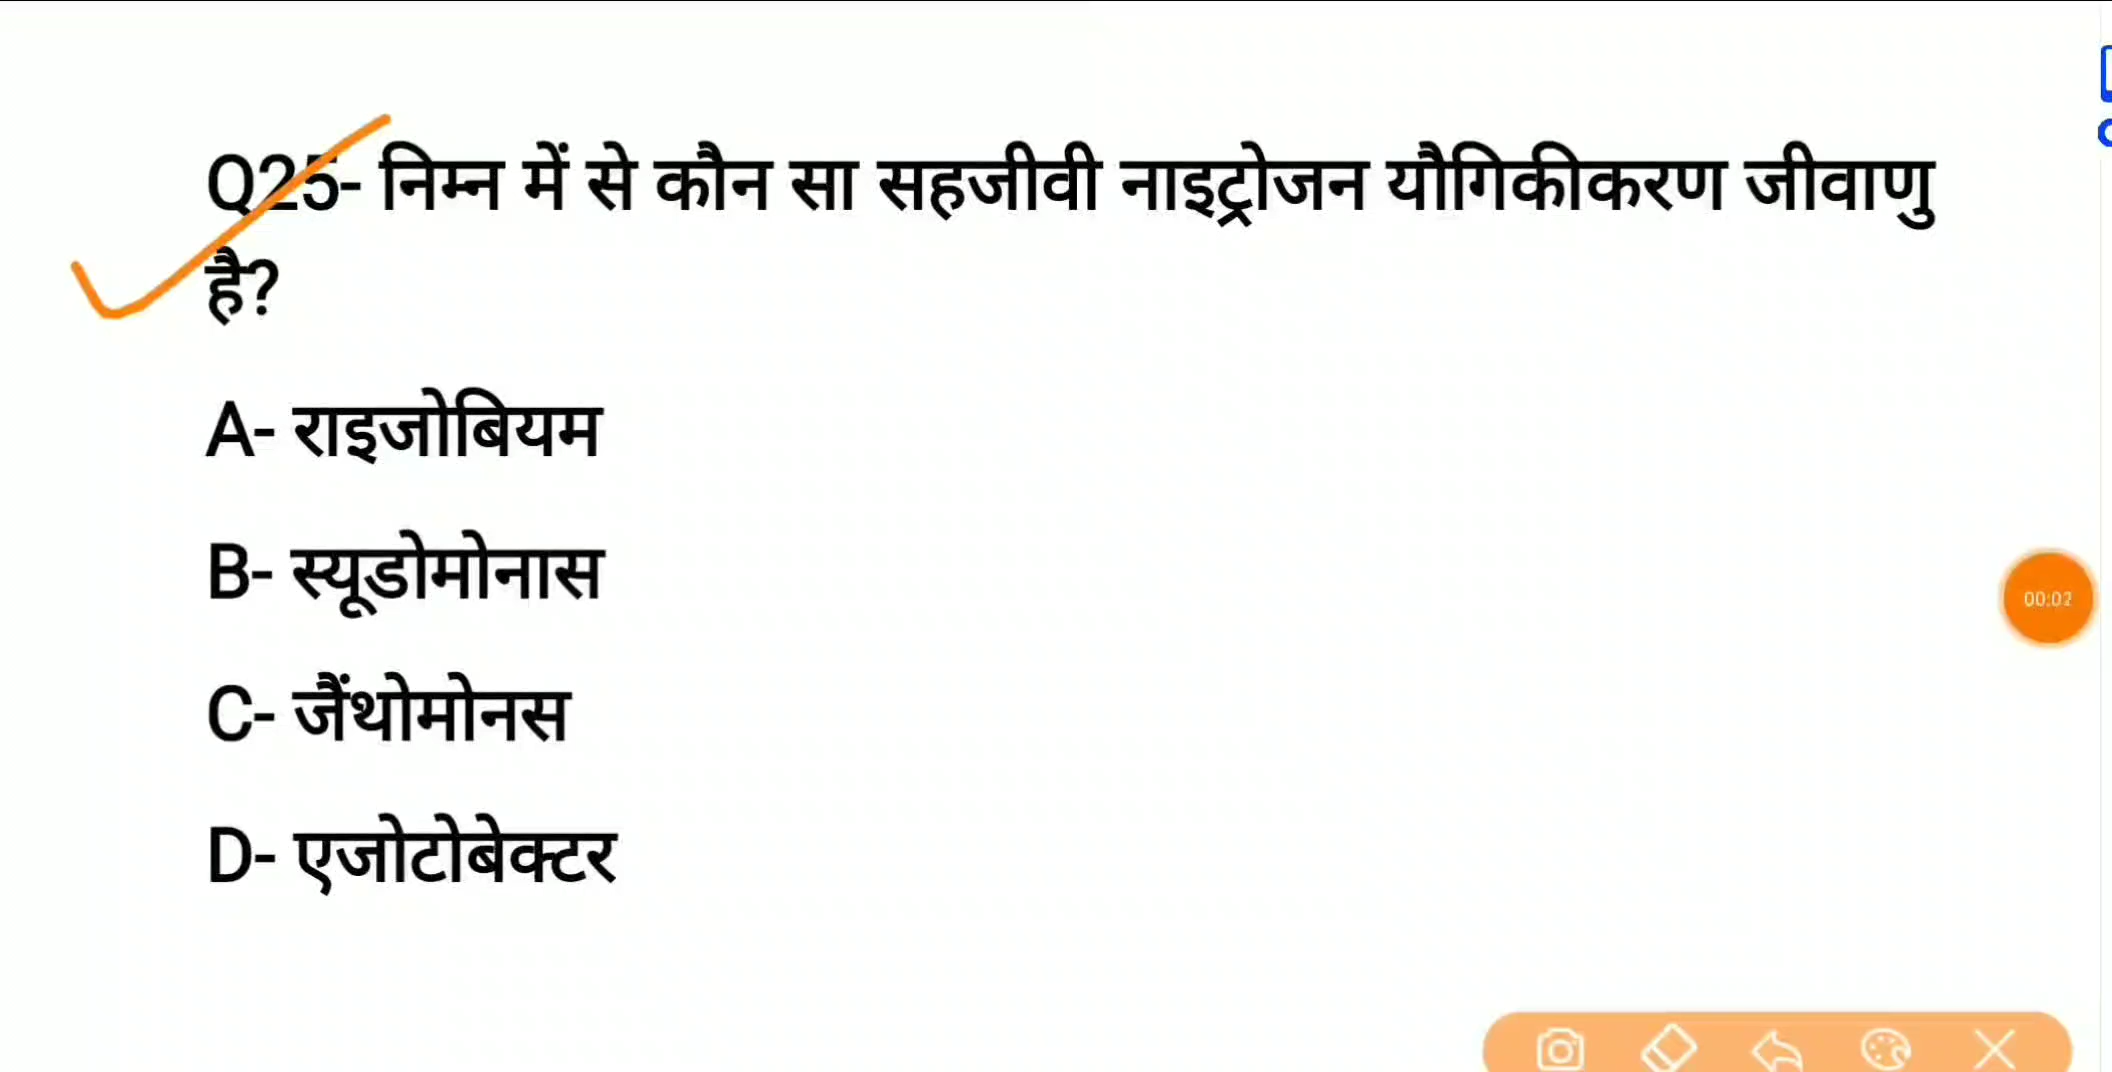 Q25- निम्न में से कौन सा सहजीवी नाइट्रोजन यौगिकीकरण जीवाणु
है?
A- राइजोबियम
B- स्यूडोमोनास
C- जैंथोमोनस
D- एजोटोबेक्टर
00:02